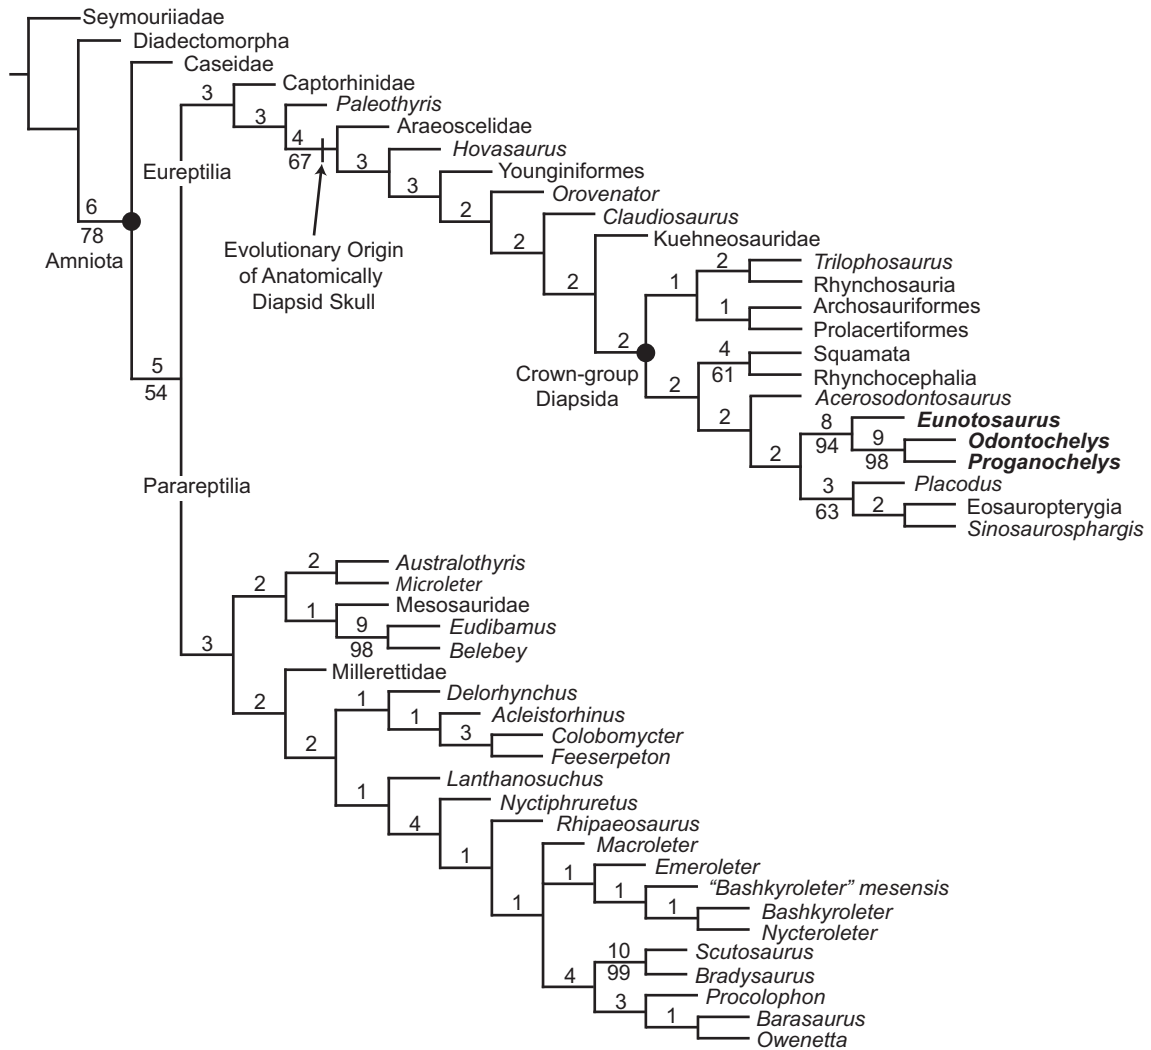 Seymouriidae
Diadectomorpha
Caseidae
Captorhinidae
3
Paleothyris
3
Araeoscelidae
4
67
Hovasaurus
3
Younginiformes
Eureptilia
3
Orovenator
6
2
Claudiosaurus
78
Amniota
2
Kuehneosauridae
Evolutionary Origin
of Anatomically
Diapsid Skull
2
Trilophosaurus
2
1
Rhynchosauria
Archosauriformes
1
Prolacertiformes
2
Squamata
4
61
Crown-group
Diapsida
Rhynchocephalia
5
54
2
Acerosodontosaurus
2
Eunotosaurus
8
94
Odontochelys
9
98
2
Proganochelys
Placodus
3
63
Parareptilia
Eosauropterygia
2
Sinosaurosphargis
Australothyris
2
Microleter
2
Mesosauridae
1
Eudibamus
9
98
Belebey
3
Millerettidae
2
Delorhynchus
1
Acleistorhinus
1
Colobomycter
3
2
Feeserpeton
Lanthanosuchus
1
Nyctiphruretus
4
Rhipaeosaurus
1
Macroleter
Emeroleter
1
“Bashkyroleter” mesensis
1
1
Bashkyroleter
1
Nycteroleter
Scutosaurus
10
99
Bradysaurus
4
Procolophon
3
Barasaurus
1
Owenetta